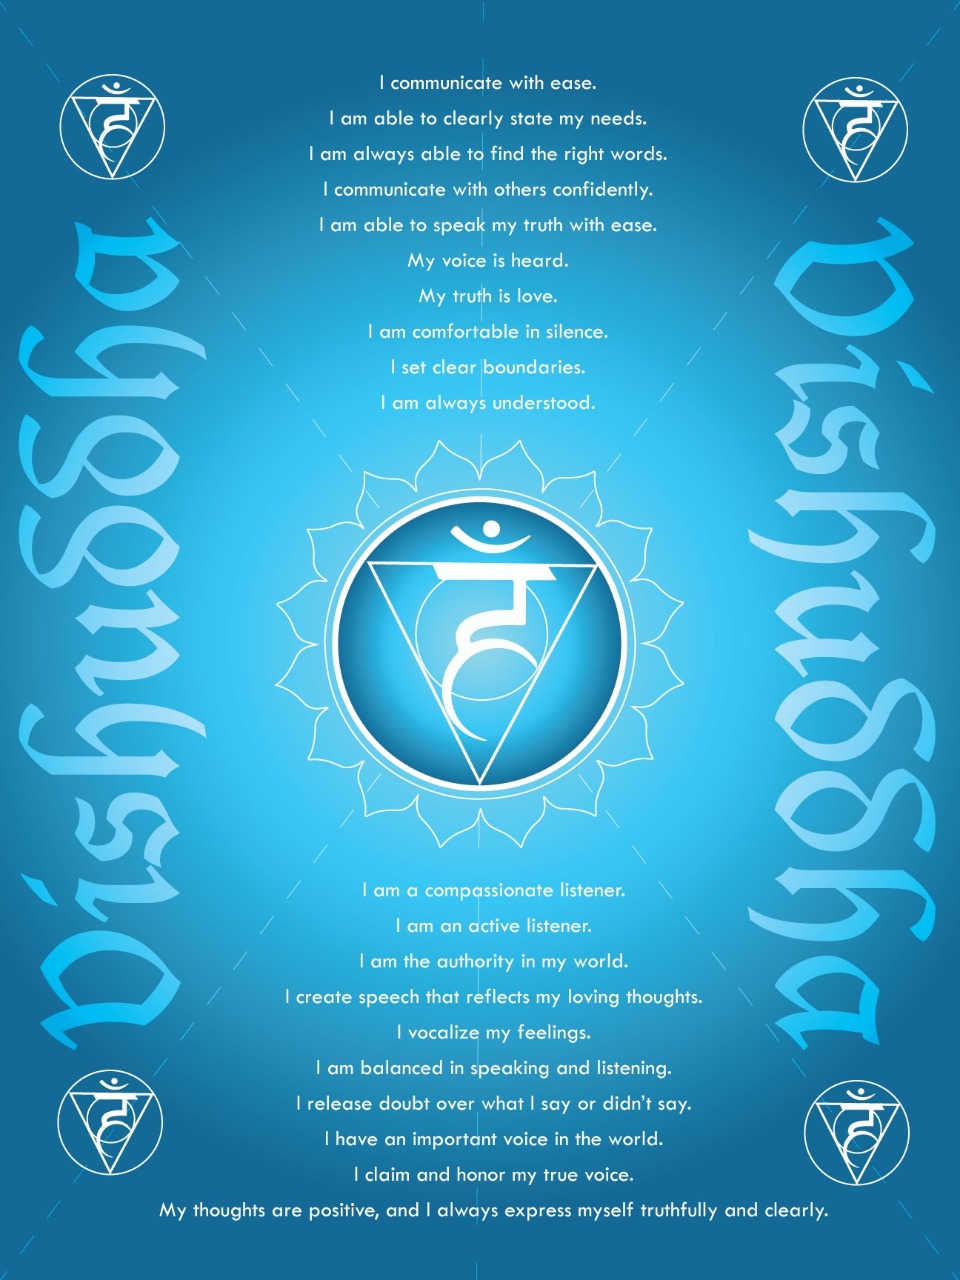 हं
हं
I communicate with ease.
I am able to clearly state my needs.
I am always able to find the right words.
I communicate with others confidently.
I am able to speak my truth with ease.
My voice is heard.
My truth is love.
I am comfortable in silence.
I set clear boundaries.
I am always understood.
Vishuddha
Vishuddha
हँ
I am a compassionate listener.
I am an active listener.
I am the authority in my world.
I create speech that reflects my loving thoughts.
I vocalize my feelings.
I am balanced in speaking and listening.
I release doubt over what I say or didn't say.
I have an important voice in the world.
I claim and honor my true voice.
My thoughts are positive, and I always express myself truthfully and clearly.
हँ
हँ